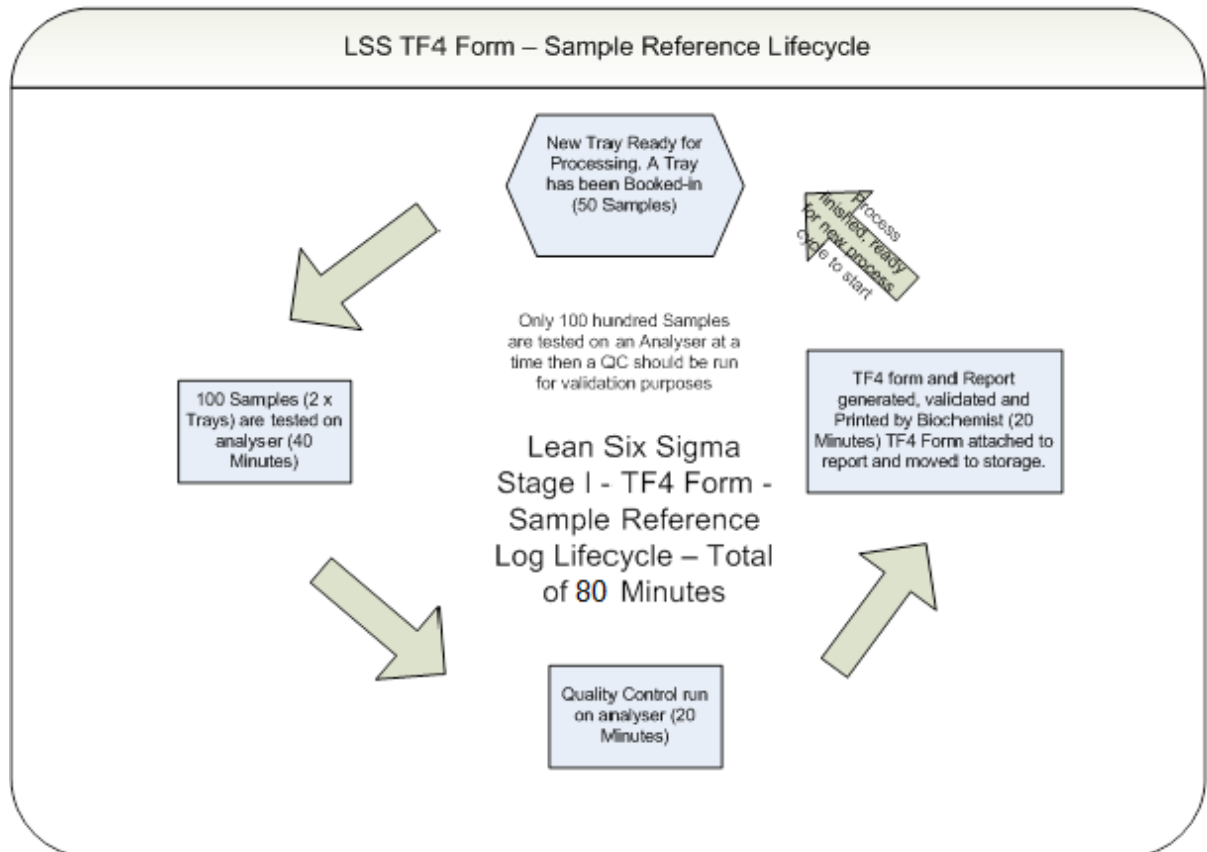 LSS TF4 Form – Sample Reference Lifecycle
New Tray Ready for
Processing. A Tray
has been Booked-in
(50 Samples)
Process
finished, ready
for new process
cycle to start
Only 100 hundred Samples
are tested on an Analyser at a
time then a QC should be run
for validation purposes
100 Samples (2 x
Trays) are tested on
analyser (40
Minutes)
TF4 form and Report
generated, validated and
Printed by Biochemist (20
Minutes) TF4 Form attached to
report and moved to storage.
Lean Six Sigma
Stage I - TF4 Form -
Sample Reference
Log Lifecycle – Total
of 80 Minutes
Quality Control run
on analyser (20
Minutes)